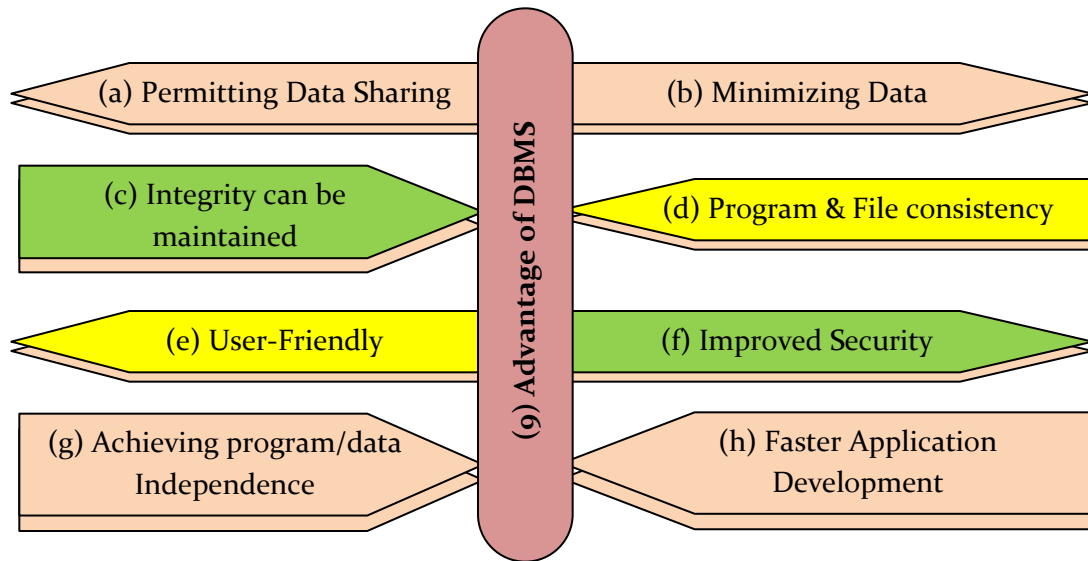 (a) Permitting Data Sharing
(b) Minimizing Data
(c) Integrity can be
maintained
(d) Program & File consistency
(9) Advantage of DBMS
(e) User-Friendly
(f) Improved Security
(g) Achieving program/data
Independence
(h) Faster Application
Development